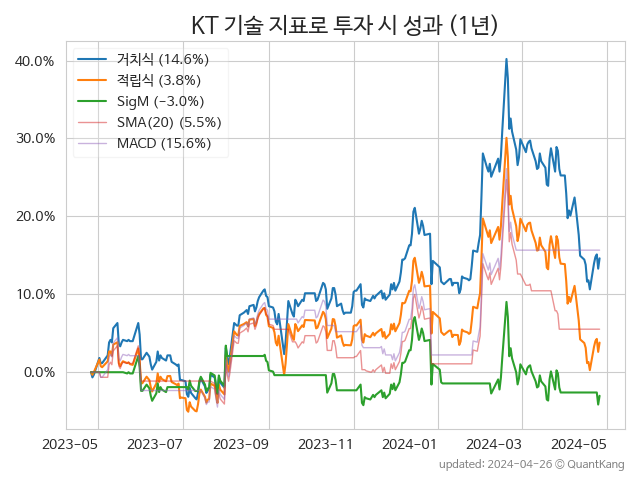 KT 기술 지표로 투자 시 성과 (1년)
거치식 (14.6%)
적립식 (3.8%)
SigM (−3.0%)
SMA(20) (5.5%)
MACD (15.6%)
40.0%
30.0%
20.0%
10.0%
0.0%
2023-05 2023-07 2023-09 2023-11 2024-01 2024-03 2024-05
updated: 2024-04-26 © QuantKang